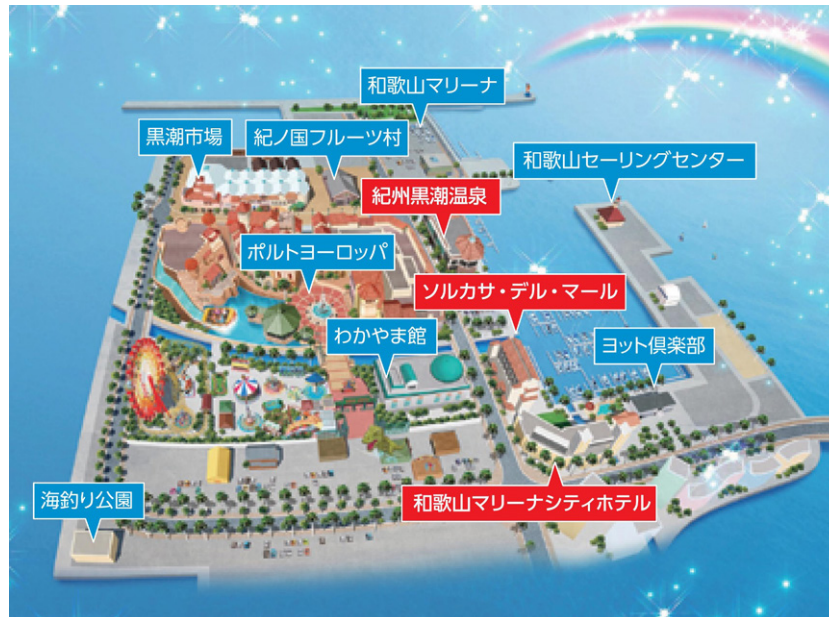 和歌山マリーナ
黒潮市場
紀ノ国フルーツ村
和歌山セーリングセンター
紀州黒潮温泉
ポルトヨーロッパ
ソルカサ・デル・マール
わかやま館
ヨット倶楽部
海釣り公園
和歌山マリーナシティホテル